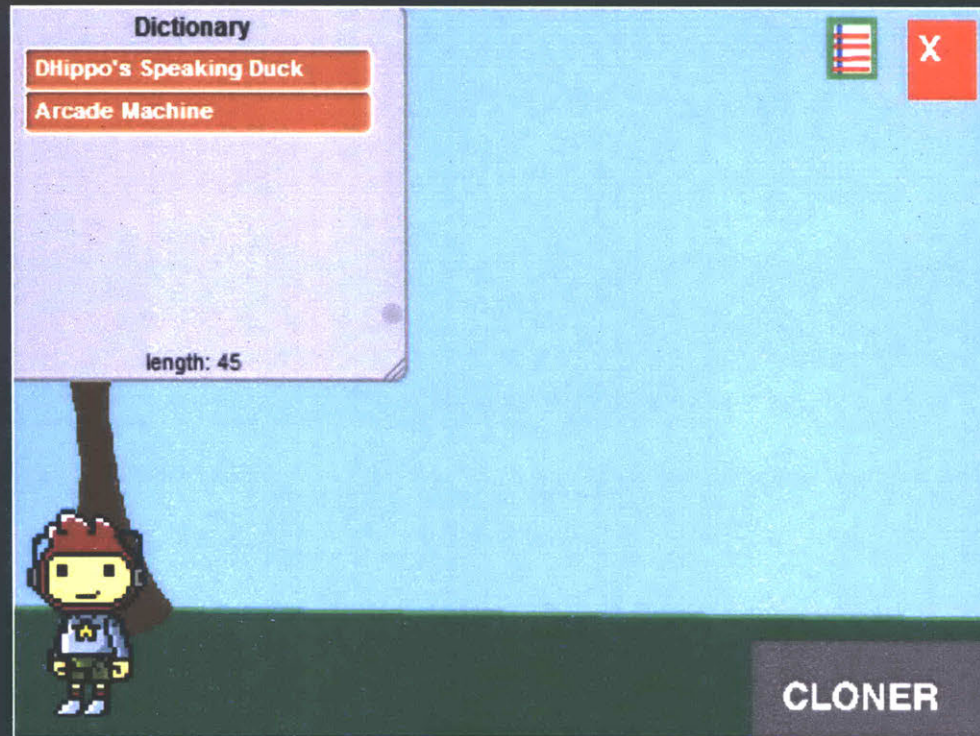 Dictionary
DHippo's Speaking Duck
Arcade Machine
length: 45
X
CLONER